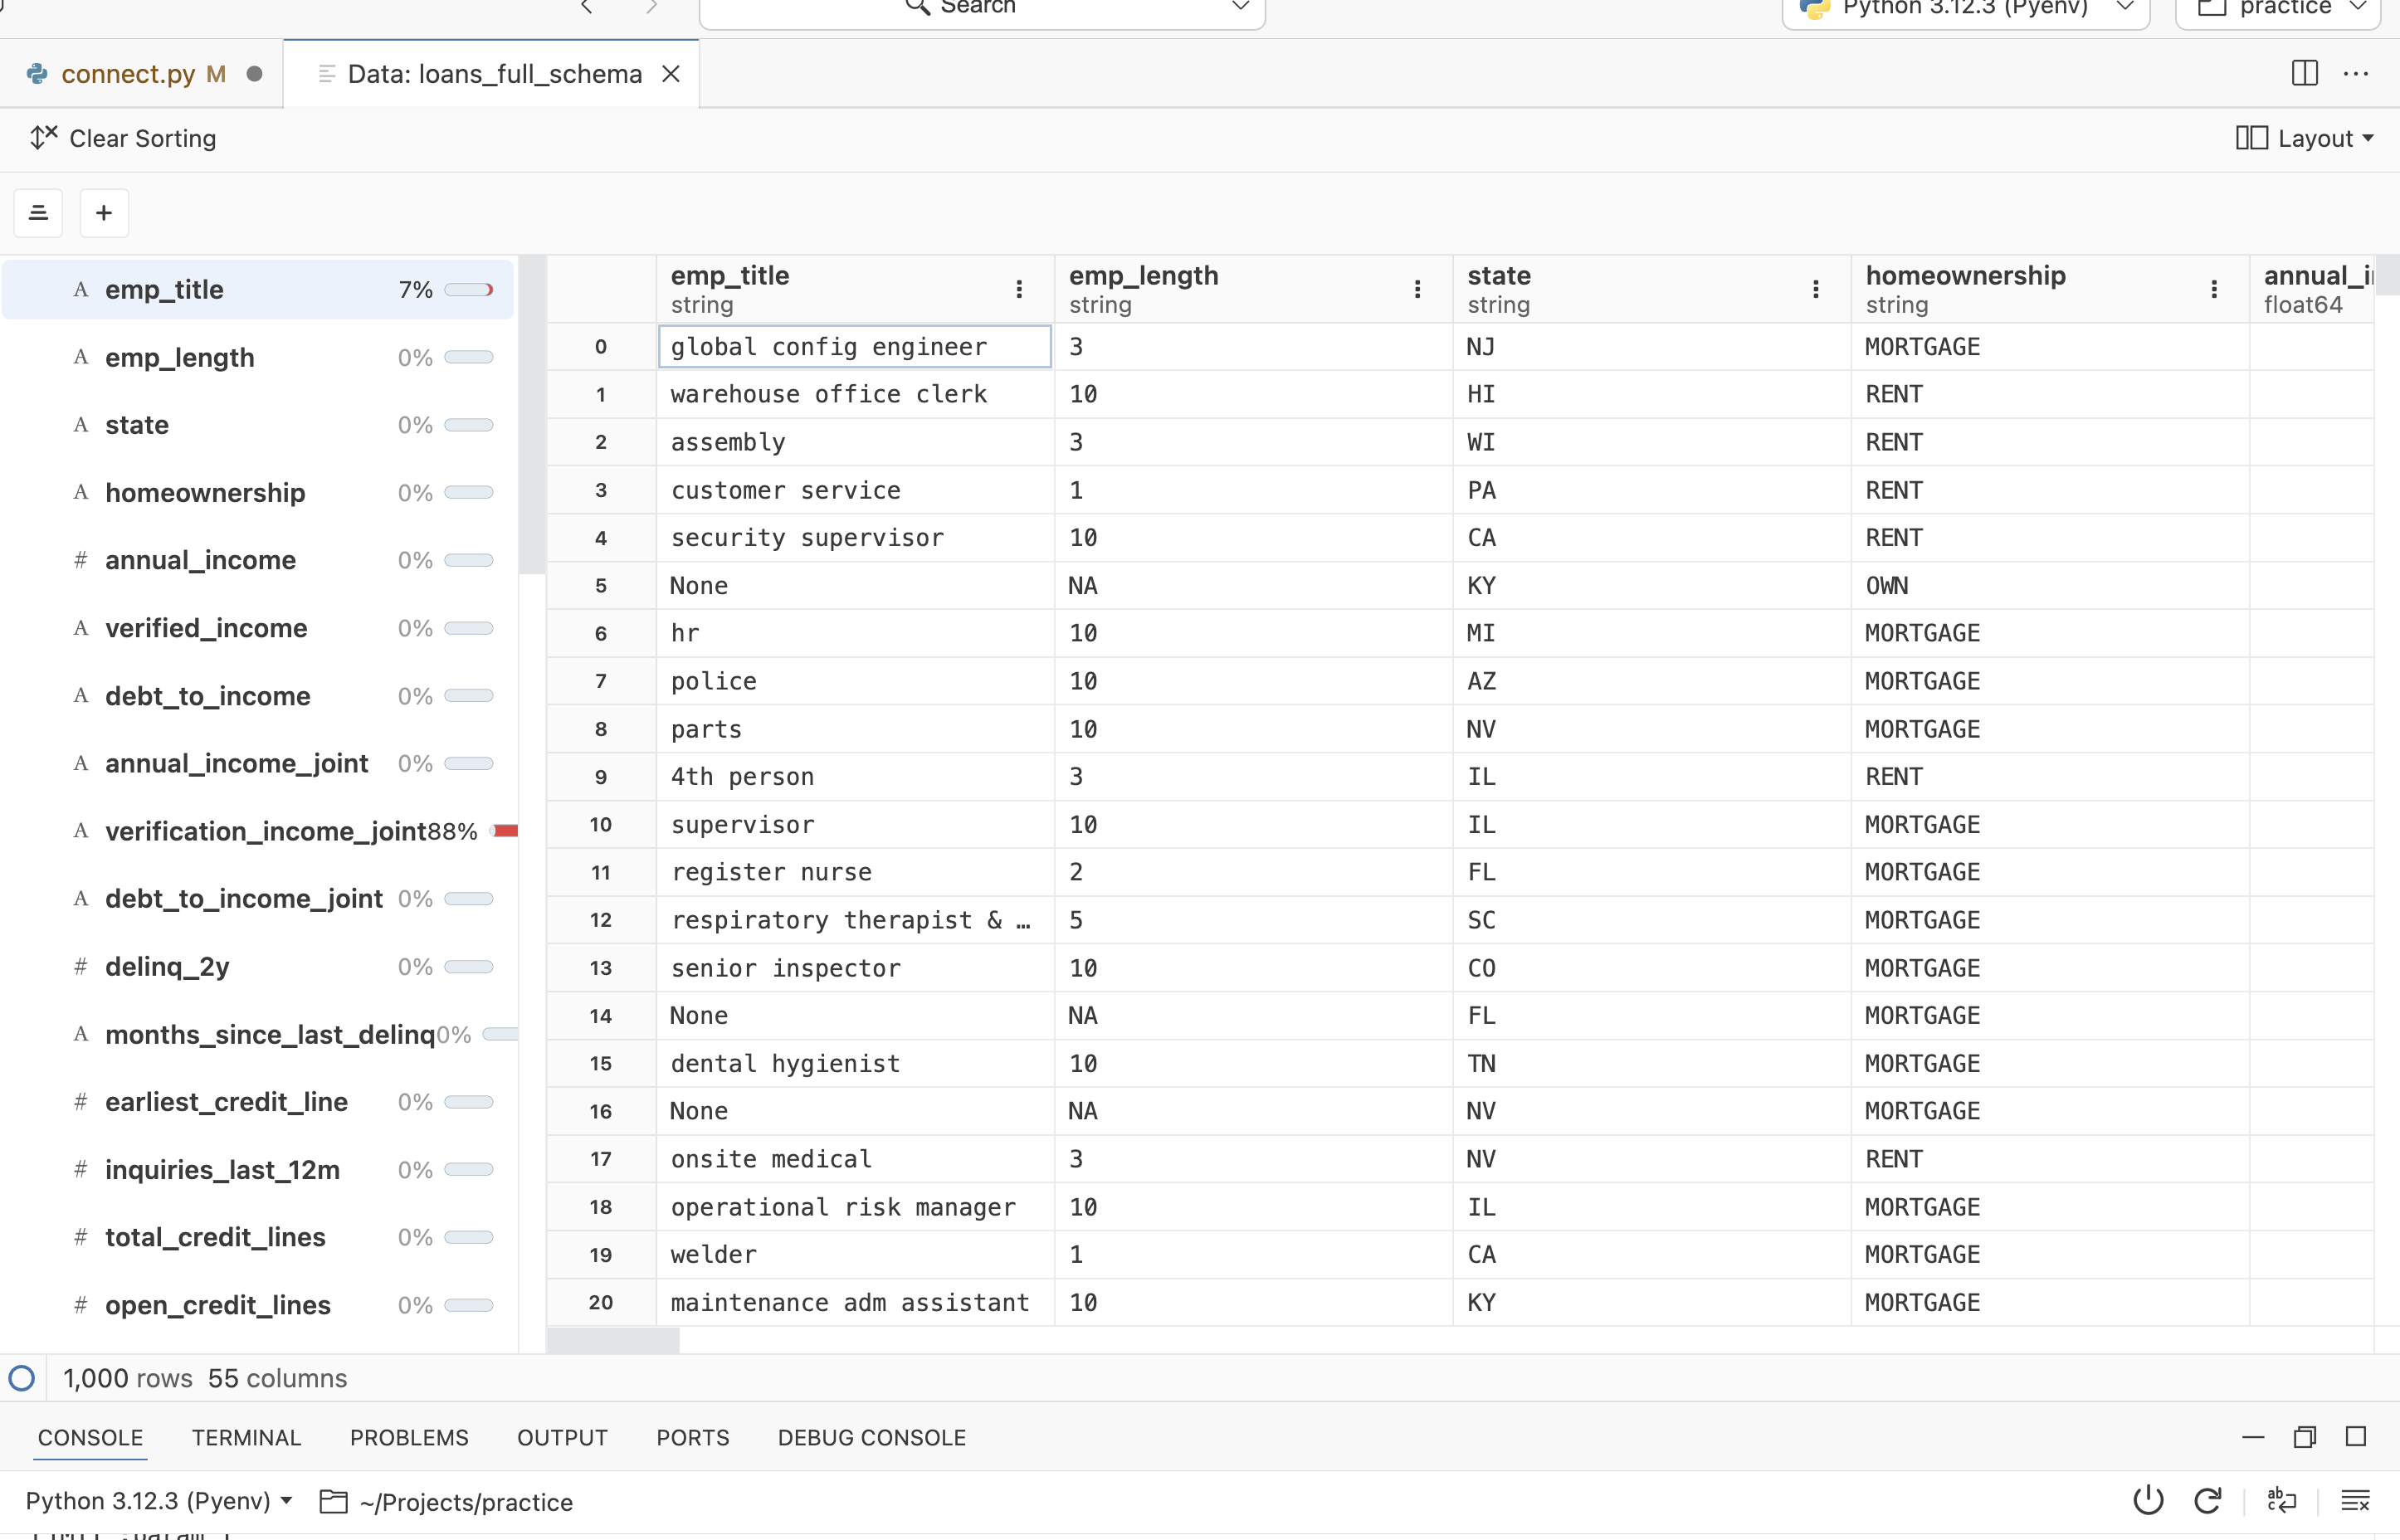 Search
Python 3.12.3 (Pyenv)
practice
connect.py M
Data: loans_full_schema
Clear Sorting
Layout
emp_title 7%
emp_length 0%
state 0%
homeownership 0%
annual_income 0%
verified_income 0%
debt_to_income 0%
annual_income_joint 0%
verification_income_joint 88%
debt_to_income_joint 0%
delinq_2y 0%
months_since_last_delinq 0%
earliest_credit_line 0%
inquiries_last_12m 0%
total_credit_lines 0%
open_credit_lines 0%
emp_title emp_length state homeownership annual_i
string string string string float64
0 global config engineer 3 NJ MORTGAGE
1 warehouse office clerk 10 HI RENT
2 assembly 3 WI RENT
3 customer service 1 PA RENT
4 security supervisor 10 CA RENT
5 None NA KY OWN
6 hr 10 MI MORTGAGE
7 police 10 AZ MORTGAGE
8 parts 10 NV MORTGAGE
9 4th person 3 IL RENT
10 supervisor 10 IL MORTGAGE
11 register nurse 2 FL MORTGAGE
12 respiratory therapist & … 5 SC MORTGAGE
13 senior inspector 10 CO MORTGAGE
14 None NA FL MORTGAGE
15 dental hygienist 10 TN MORTGAGE
16 None NA NV MORTGAGE
17 onsite medical 3 NV RENT
18 operational risk manager 10 IL MORTGAGE
19 welder 1 CA MORTGAGE
20 maintenance adm assistant 10 KY MORTGAGE
1,000 rows 55 columns
CONSOLE TERMINAL PROBLEMS OUTPUT PORTS DEBUG CONSOLE
Python 3.12.3 (Pyenv) ~/Projects/practice